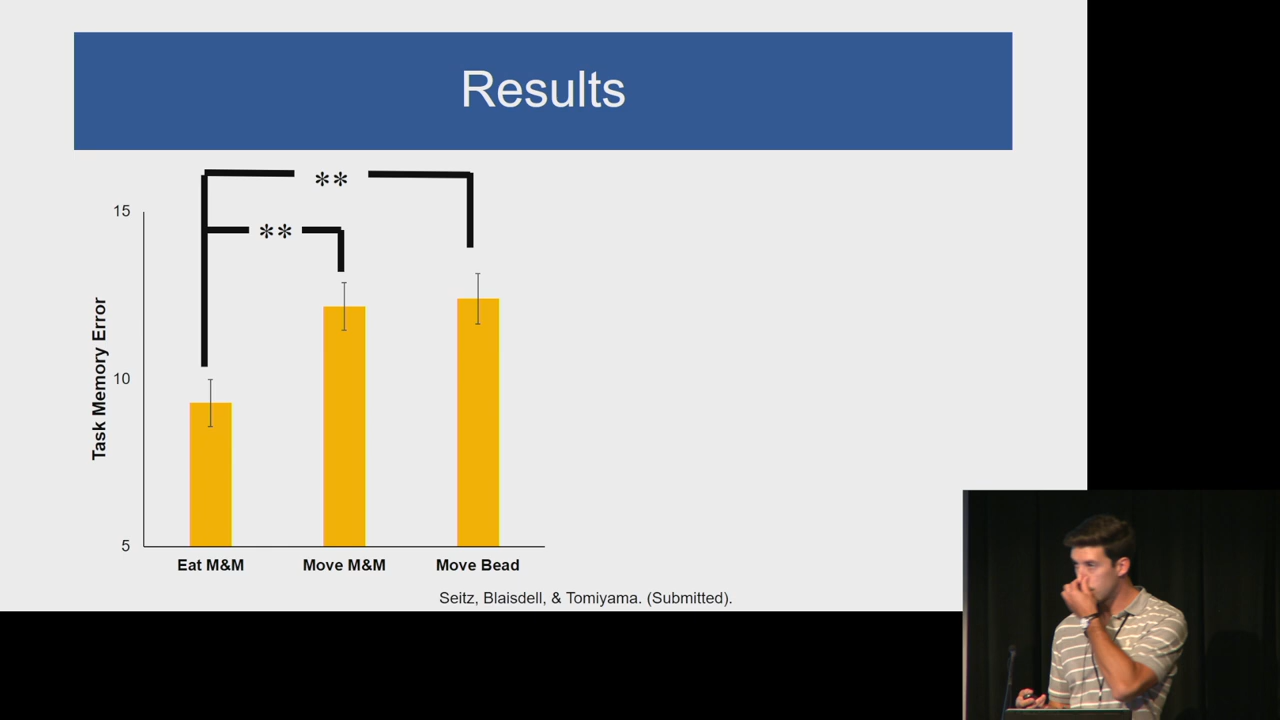 Results
**
**
15
10
5
Task Memory Error
Eat M&M Move M&M Move Bead
Seitz, Blaisdell, & Tomiyama. (Submitted).